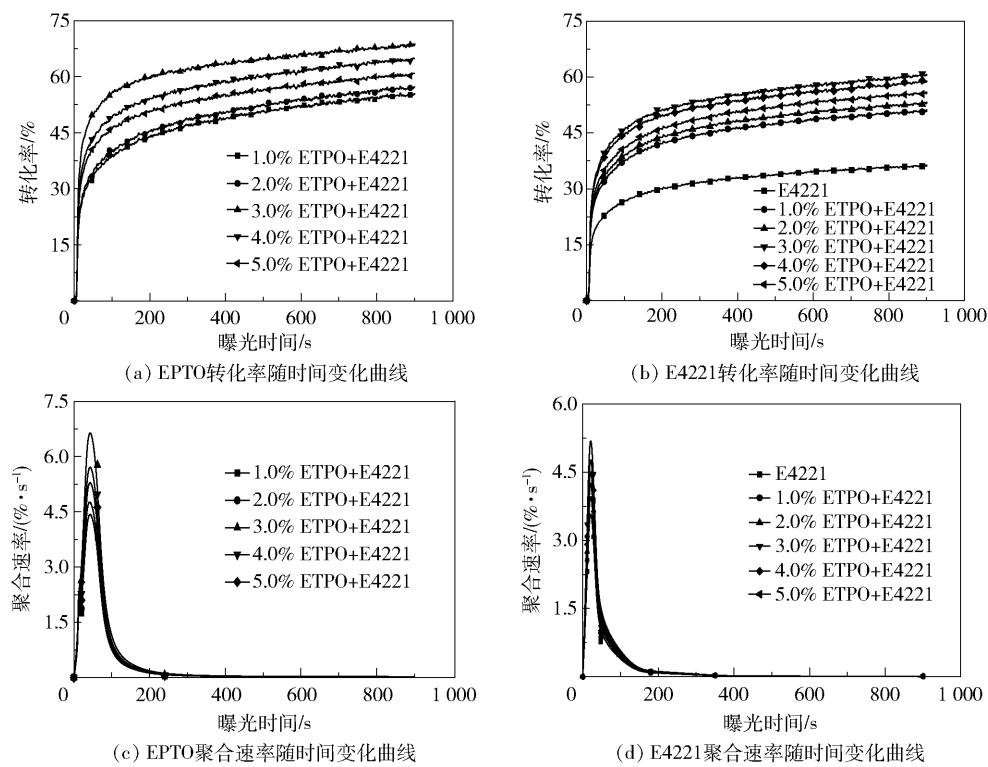 75
60
45
30
15
转化率/%
1.0% ETPO+E4221
2.0% ETPO+E4221
3.0% ETPO+E4221
4.0% ETPO+E4221
5.0% ETPO+E4221
0 200 400 600 800 1 000
曝光时间/s
(a) EPTO转化率随时间变化曲线
75
60
45
30
15
转化率/%
E4221
1.0% ETPO+E4221
2.0% ETPO+E4221
3.0% ETPO+E4221
4.0% ETPO+E4221
5.0% ETPO+E4221
0 200 400 600 800 1 000
曝光时间/s
(b) E4221转化率随时间变化曲线
7.5
6.0
4.5
3.0
1.5
聚合速率/(%·s⁻¹)
1.0% ETPO+E4221
2.0% ETPO+E4221
3.0% ETPO+E4221
4.0% ETPO+E4221
5.0% ETPO+E4221
0 200 400 600 800 1 000
曝光时间/s
(c) EPTO聚合速率随时间变化曲线
6.0
4.5
3.0
1.5
聚合速率/(%·s⁻¹)
E4221
1.0% ETPO+E4221
2.0% ETPO+E4221
3.0% ETPO+E4221
4.0% ETPO+E4221
5.0% ETPO+E4221
0 200 400 600 800 1 000
曝光时间/s
(d) E4221聚合速率随时间变化曲线